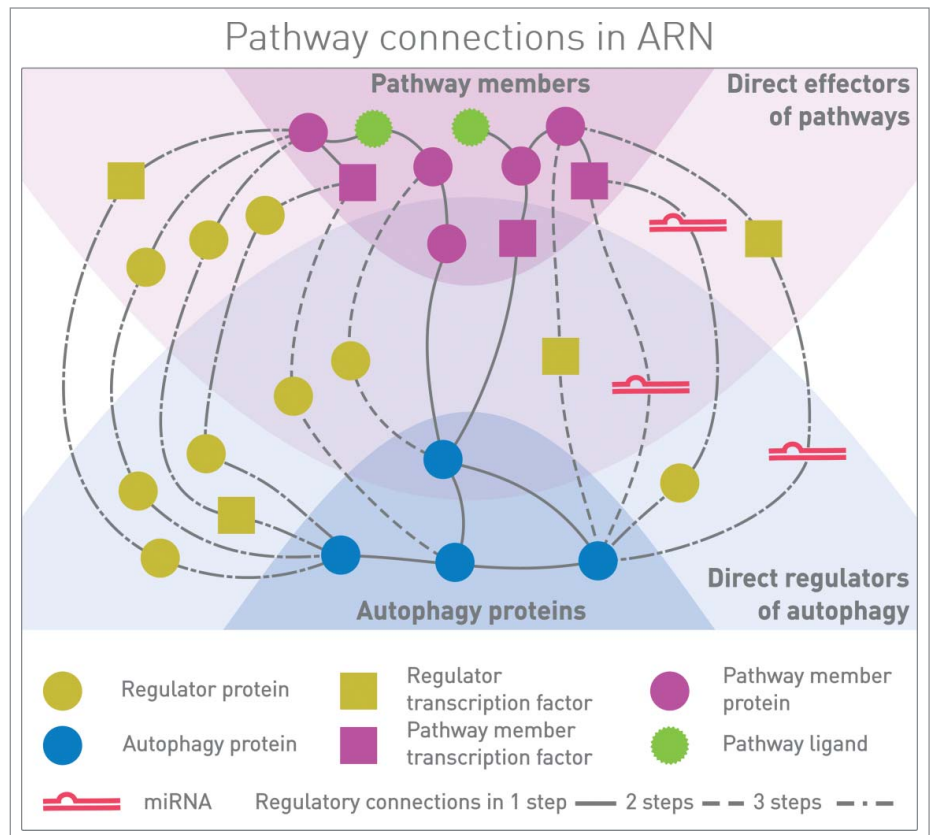 Pathway connections in ARN
Pathway members
Direct effectors
of pathways
Autophagy proteins
Direct regulators
of autophagy
Regulator protein
Regulator
transcription factor
Pathway member
protein
Autophagy protein
Pathway member
transcription factor
Pathway ligand
miRNA
Regulatory connections in 1 step
2 steps
3 steps